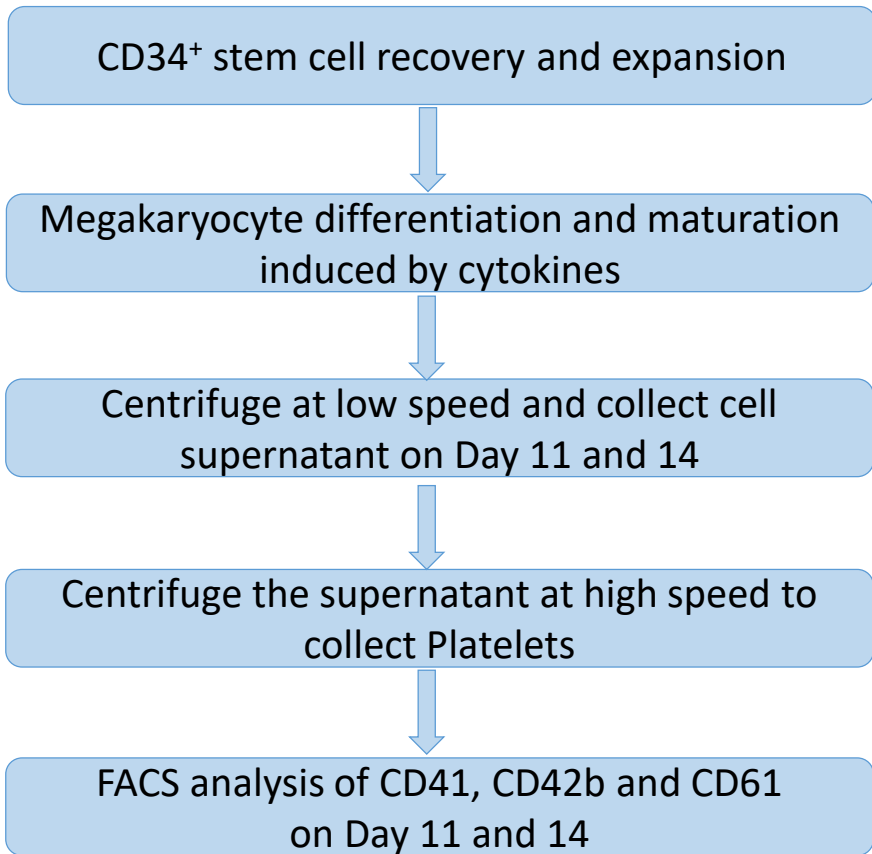 CD34⁺ stem cell recovery and expansion
Megakaryocyte differentiation and maturation
induced by cytokines
Centrifuge at low speed and collect cell
supernatant on Day 11 and 14
Centrifuge the supernatant at high speed to
collect Platelets
FACS analysis of CD41, CD42b and CD61
on Day 11 and 14